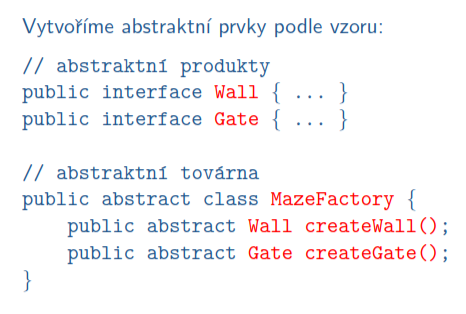 Vytvoříme abstraktní prvky podle vzoru:
// abstraktní produkty
public interface Wall { ... }
public interface Gate { ... }
// abstraktní továrna
public abstract class MazeFactory {
    public abstract Wall createWall();
    public abstract Gate createGate();
}